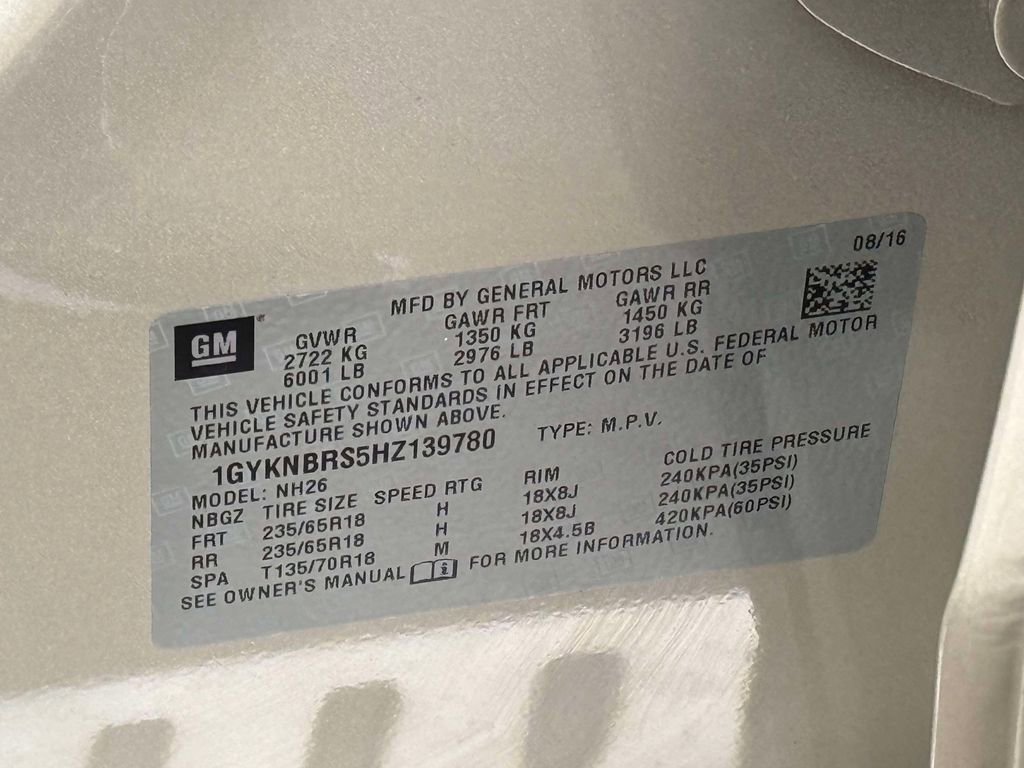 08/16
MFD BY GENERAL MOTORS LLC
GM
GVWR GAWR FRT GAWR RR
2722 KG 1350 KG 1450 KG
6001 LB 2976 LB 3196 LB
THIS VEHICLE CONFORMS TO ALL APPLICABLE U.S. FEDERAL MOTOR
VEHICLE SAFETY STANDARDS IN EFFECT ON THE DATE OF
MANUFACTURE SHOWN ABOVE.
1GYKNBRS5HZ139780 TYPE: M.P.V.
MODEL: NH26
NBGZ TIRE SIZE SPEED RTG RIM COLD TIRE PRESSURE
FRT 235/65R18 H 18X8J 240KPA(35PSI)
RR 235/65R18 H 18X8J 240KPA(35PSI)
SPA T135/70R18 M 18X4.5B 420KPA(60PSI)
SEE OWNER'S MANUAL i FOR MORE INFORMATION.